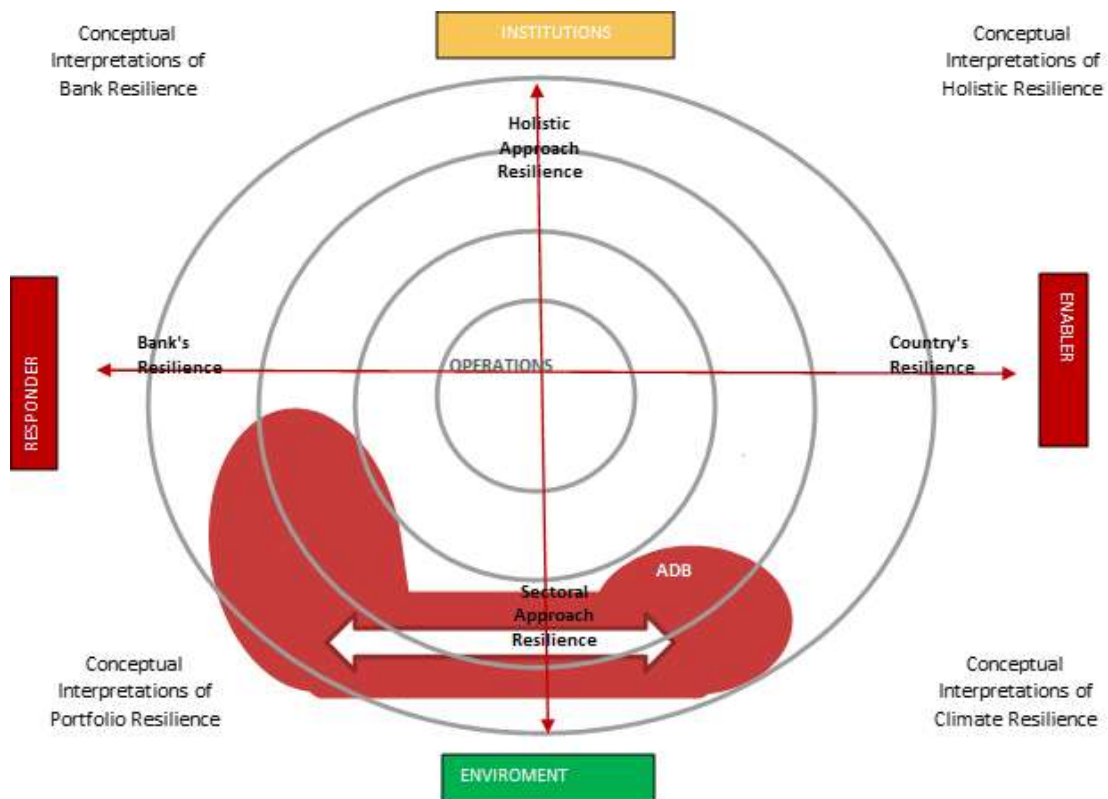 Conceptual
Interpretations of
Bank Resilience
INSTITUTIONS
Conceptual
Interpretations of
Holistic Resilience
Holistic
Approach
Resilience
RESPONDER
Bank's
Resilience
OPERATIONS
Country's
Resilience
ENABLER
ADB
Sectoral
Approach
Resilience
Conceptual
Interpretations of
Portfolio Resilience
Conceptual
Interpretations of
Climate Resilience
ENVIROMENT